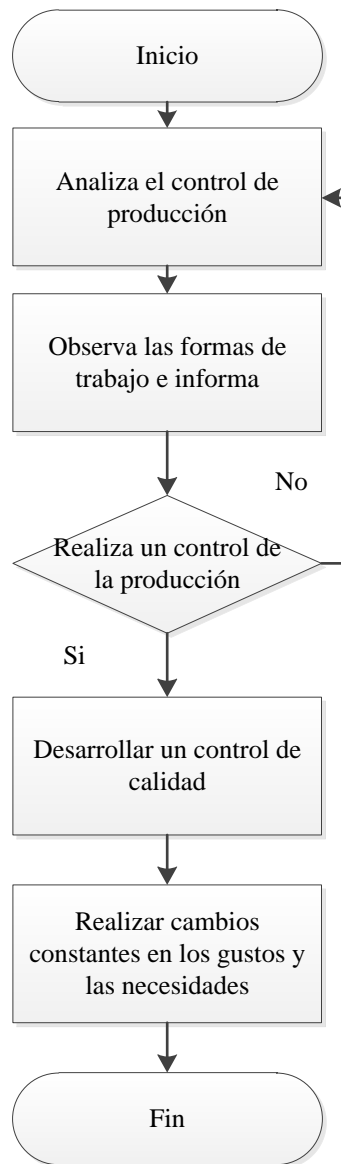 Inicio
Analiza el control de
producción
Observa las formas de
trabajo e informa
No
Realiza un control de
la producción
Si
Desarrollar un control de
calidad
Realizar cambios
constantes en los gustos y
las necesidades
Fin